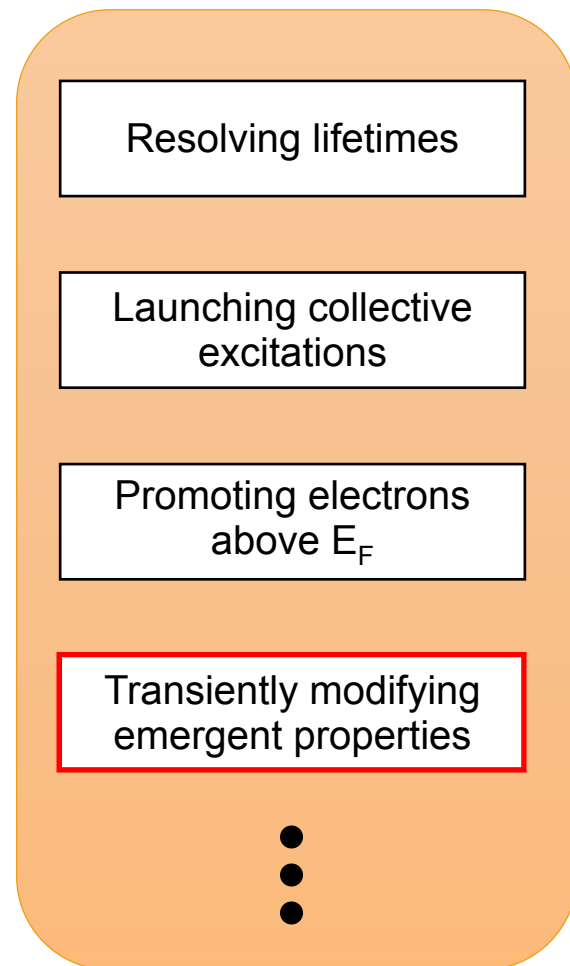 Resolving lifetimes
Launching collective
excitations
Promoting electrons
above E_F
Transiently modifying
emergent properties